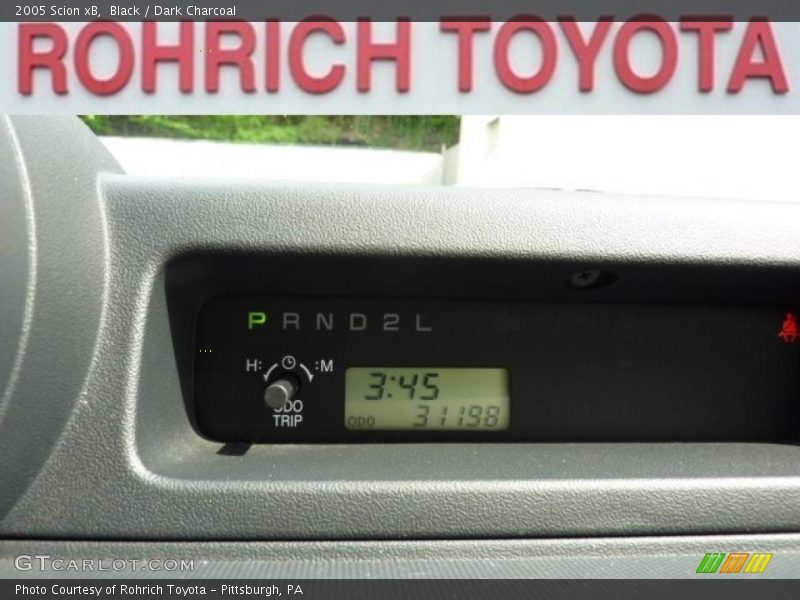 2005 Scion xB, Black / Dark Charcoal
ROHRICH TOYOTA
P R N D 2 L
H: :M
ODO
TRIP
3:45
ODO 31198
GTCARLOT.COM
Photo Courtesy of Rohrich Toyota - Pittsburgh, PA